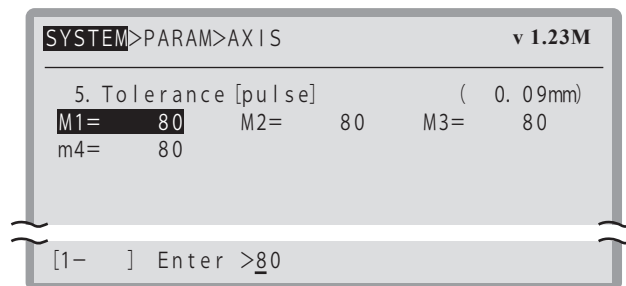 SYSTEM>PARAM>AXIS v 1.23M
5. Tolerance [pulse] ( 0.09mm)
M1= 80 M2= 80 M3= 80
m4= 80
[1- ] Enter >80